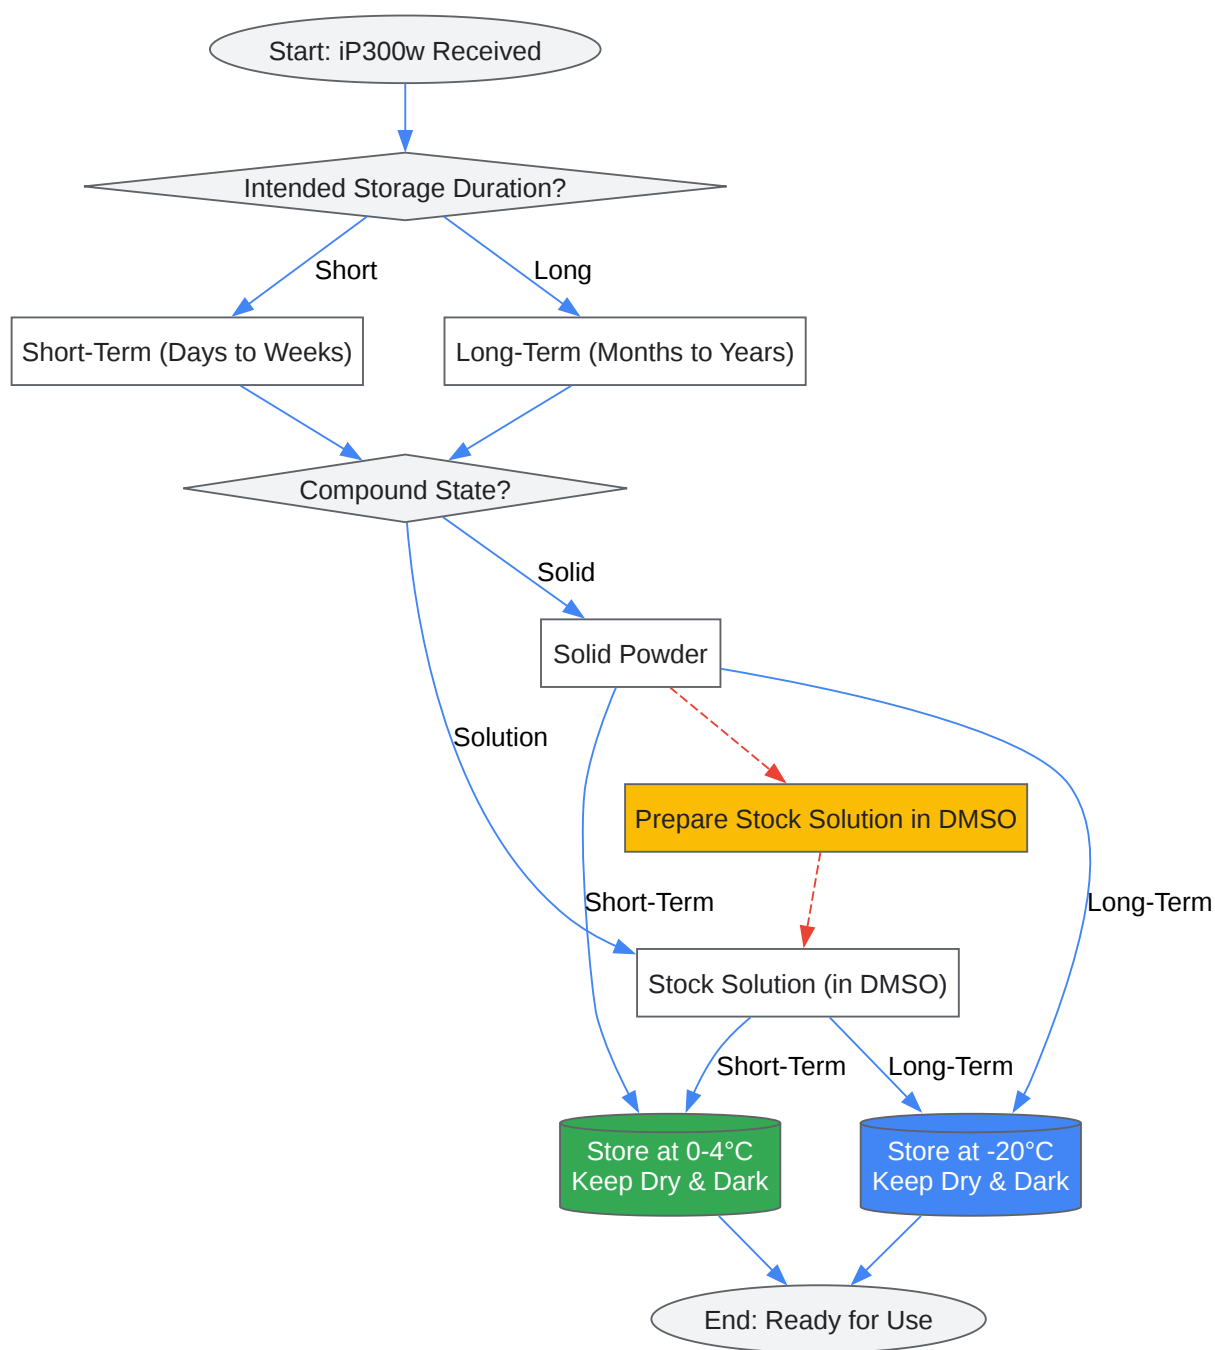 Start: iP300w Received
Intended Storage Duration?
Short
Long
Short-Term (Days to Weeks)
Long-Term (Months to Years)
Compound State?
Solid
Solid Powder
Solution
Prepare Stock Solution in DMSO
Short-Term
Long-Term
Stock Solution (in DMSO)
Short-Term
Long-Term
Store at 0-4°C
Keep Dry & Dark
Store at -20°C
Keep Dry & Dark
End: Ready for Use